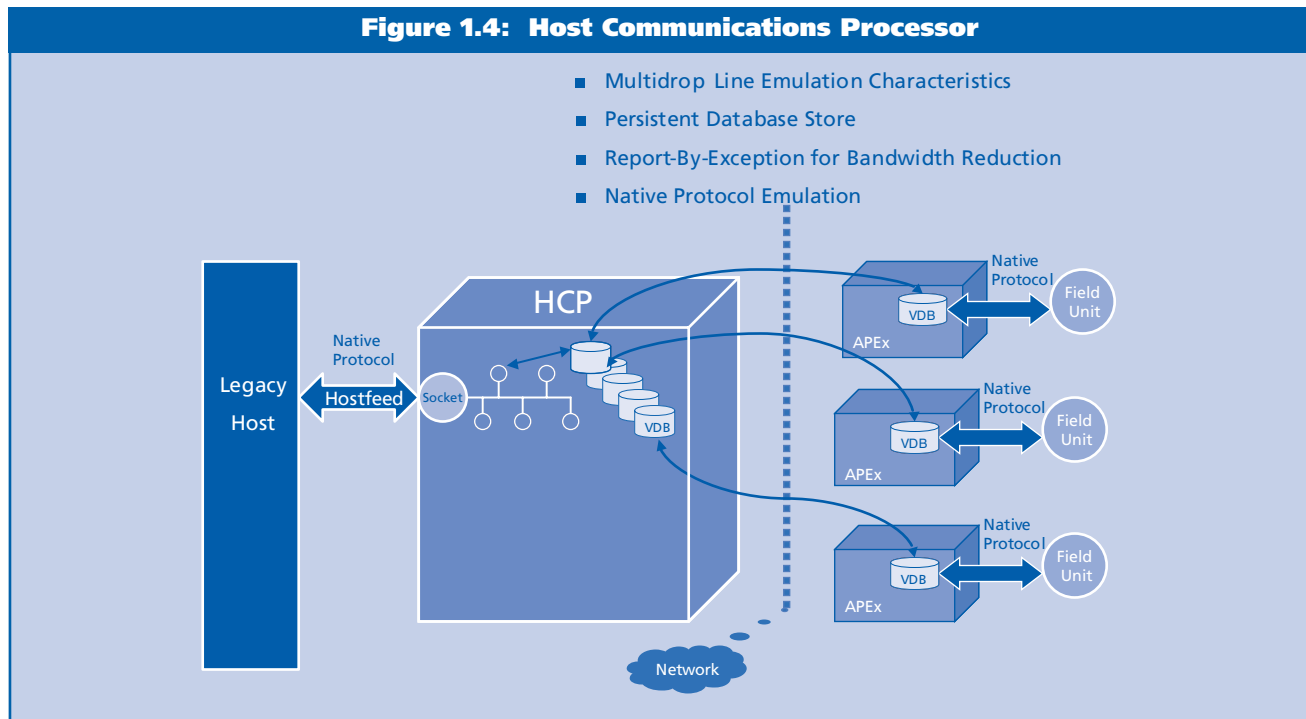 Figure 1.4: Host Communications Processor
Multidrop Line Emulation Characteristics
Persistent Database Store
Report-By-Exception for Bandwidth Reduction
Native Protocol Emulation
Legacy
Host
Native
Protocol
Hostfeed
Socket
HCP
VDB
VDB
APEx
Native
Protocol
Field
Unit
VDB
APEx
Native
Protocol
Field
Unit
VDB
APEx
Native
Protocol
Field
Unit
Network